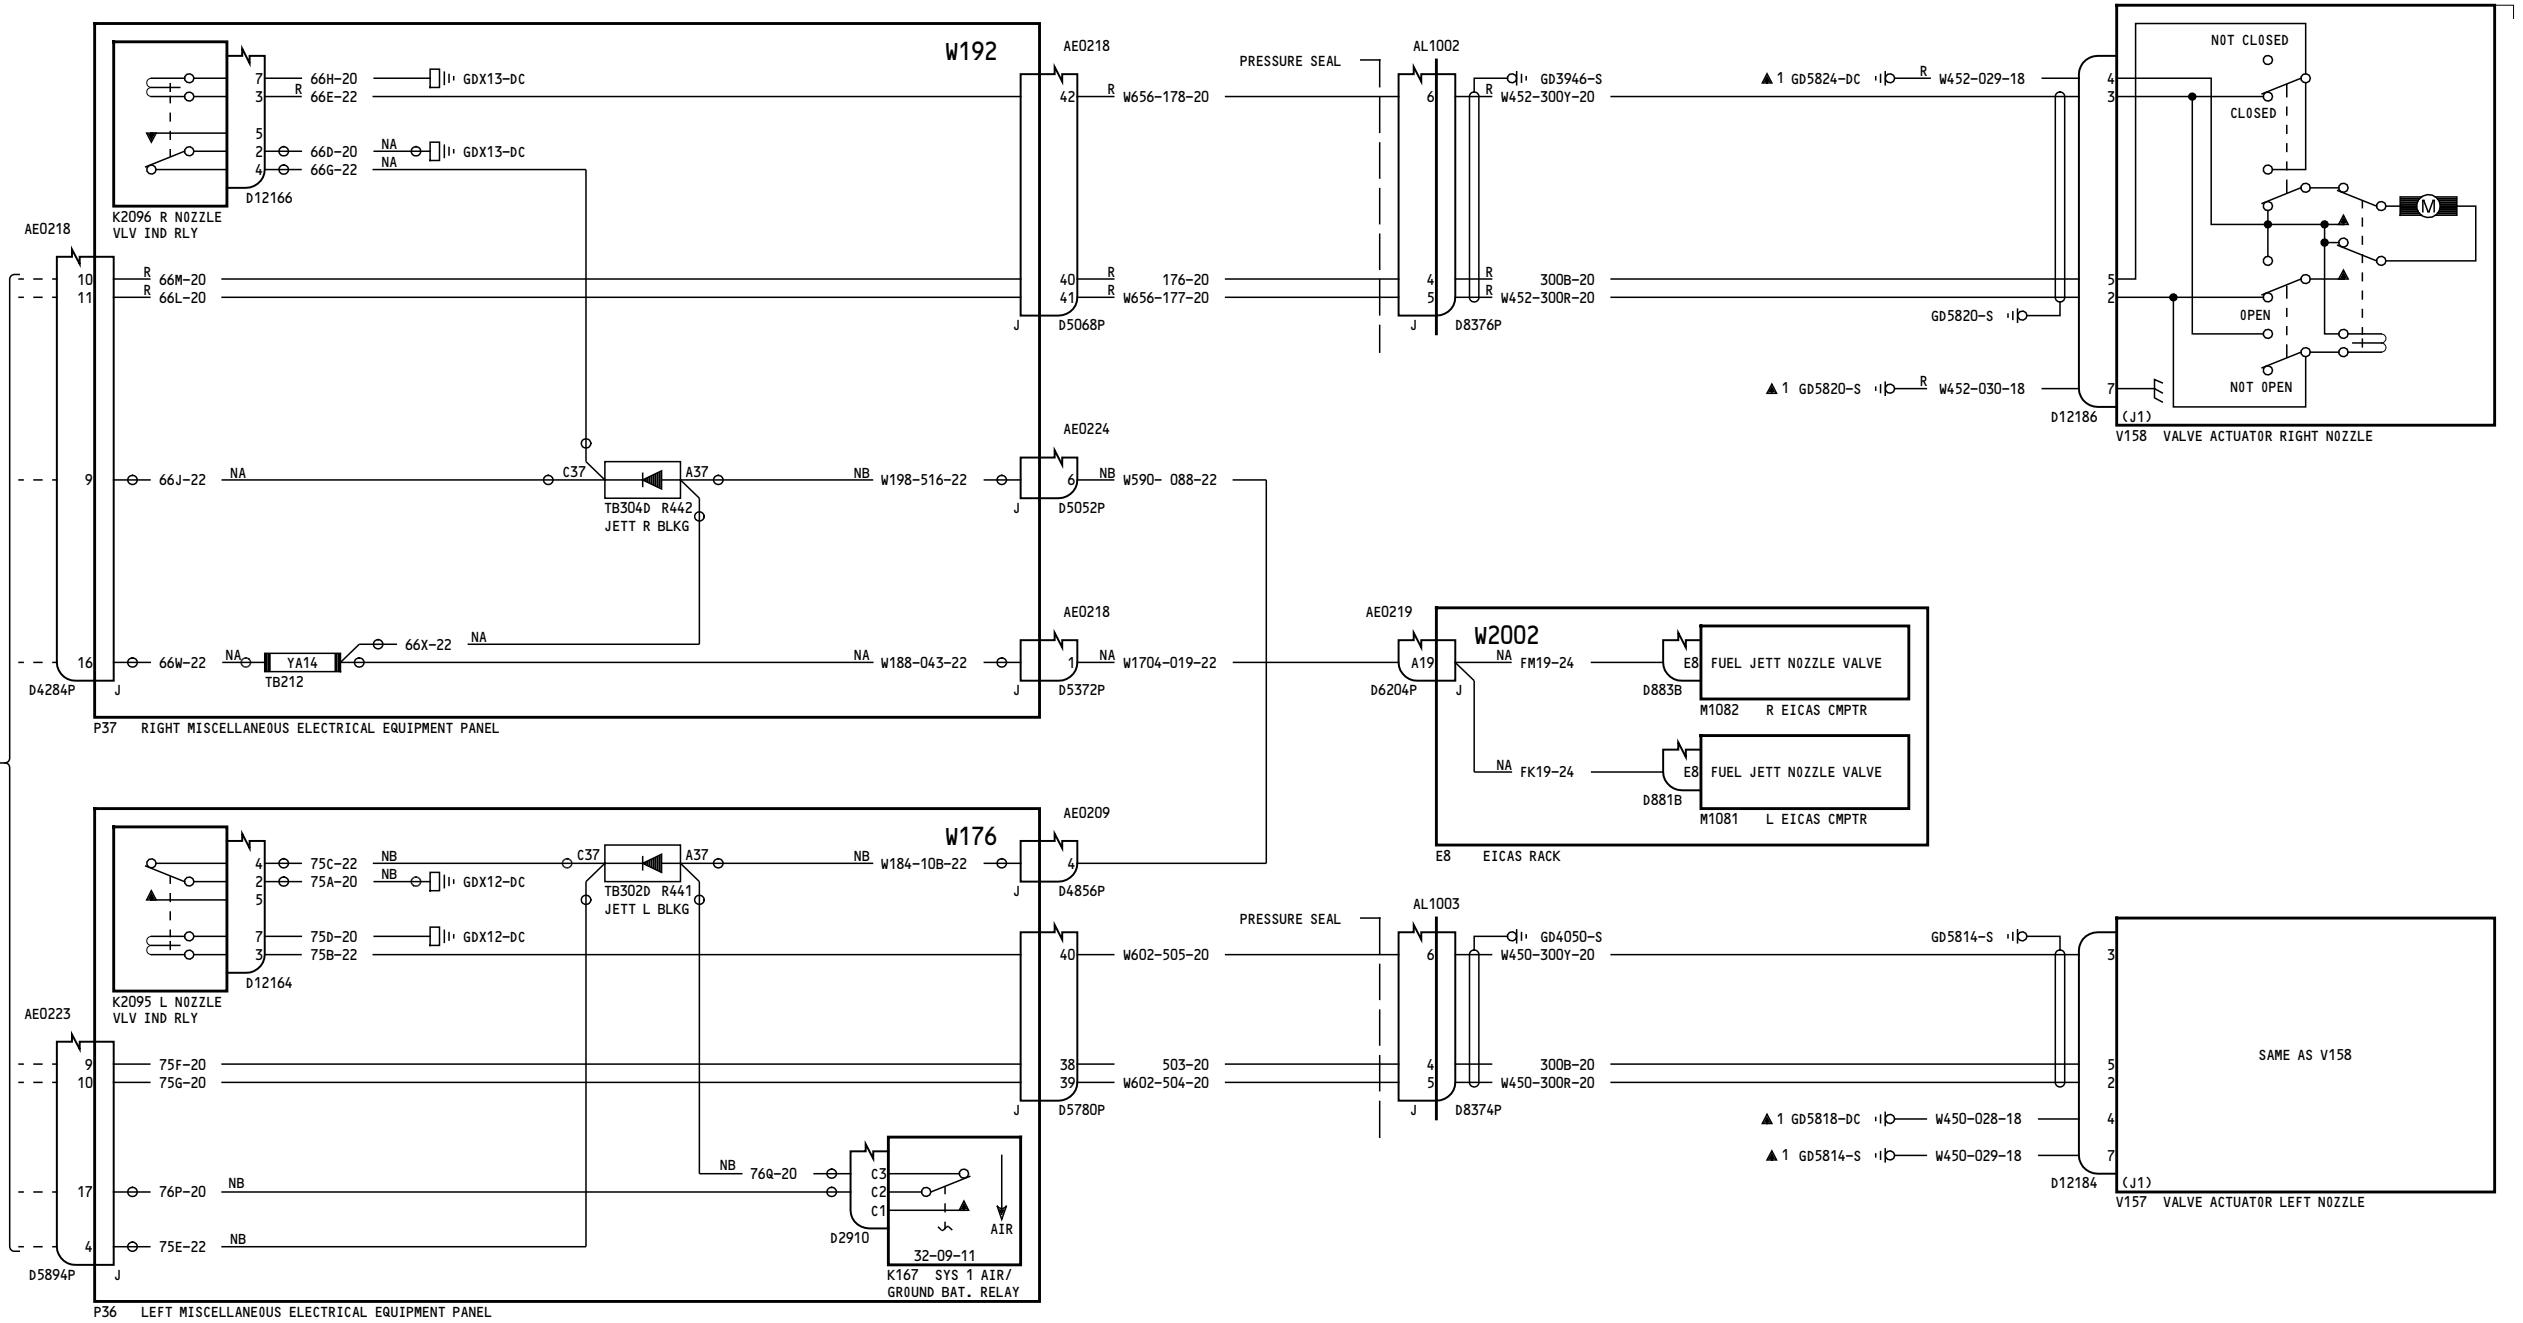 W192
7 66H-20 GDX13-DC
3 R 66E-22
5
2 66D-20 NA GDX13-DC
4 66G-22 NA
D12166
K2096 R NOZZLE
VLV IND RLY
AE0218
10 R 66M-20
11 R 66L-20
9 66J-22 NA
C37 A37
TB304D R442
JETT R BLKG
NB W198-516-22
66X-22 NA
16 66W-22 NA YA14
TB212
NA W188-043-22
D4284P J
P37 RIGHT MISCELLANEOUS ELECTRICAL EQUIPMENT PANEL
AE0218
42 R W656-178-20
40 R 176-20
41 R W656-177-20
J D5068P
AE0224
6 NB W590- 088-22
J D5052P
AE0218
1 NA W1704-019-22
J D5372P
PRESSURE SEAL
AL1002
GD3946-S
6 R W452-300Y-20
4 R 300B-20
5 R W452-300R-20
J D8376P
1 GD5824-DC R W452-029-18 4
3
5
2
GD5820-S
1 GD5820-S R W452-030-18 7
D12186 (J1)
NOT CLOSED
CLOSED
M
OPEN
NOT OPEN
V158 VALVE ACTUATOR RIGHT NOZZLE
AE0219
W2002
A19 NA FM19-24 E8 FUEL JETT NOZZLE VALVE
D6204P J D883B
M1082 R EICAS CMPTR
NA FK19-24 E8 FUEL JETT NOZZLE VALVE
D881B
M1081 L EICAS CMPTR
E8 EICAS RACK
W176
4 75C-22 NB
2 75A-20 NB GDX12-DC
5
7 75D-20 GDX12-DC
3 75B-22
D12164
K2095 L NOZZLE
VLV IND RLY
C37 A37
TB302D R441
JETT L BLKG
NB W184-10B-22
AE0223
9 75F-20
10 75G-20
17 76P-20 NB
4 75E-22 NB
D5894P J
NB 76Q-20 C3
C2
C1
D2910
AIR
32-09-11
K167 SYS 1 AIR/
GROUND BAT. RELAY
P36 LEFT MISCELLANEOUS ELECTRICAL EQUIPMENT PANEL
AE0209
4
J D4856P
40 W602-505-20
38 503-20
39 W602-504-20
J D5780P
PRESSURE SEAL
AL1003
GD4050-S
6 W450-300Y-20
4 300B-20
5 W450-300R-20
J D8374P
GD5814-S
3
5
2
1 GD5818-DC W450-028-18 4
1 GD5814-S W450-029-18 7
D12184 (J1)
SAME AS V158
V157 VALVE ACTUATOR LEFT NOZZLE